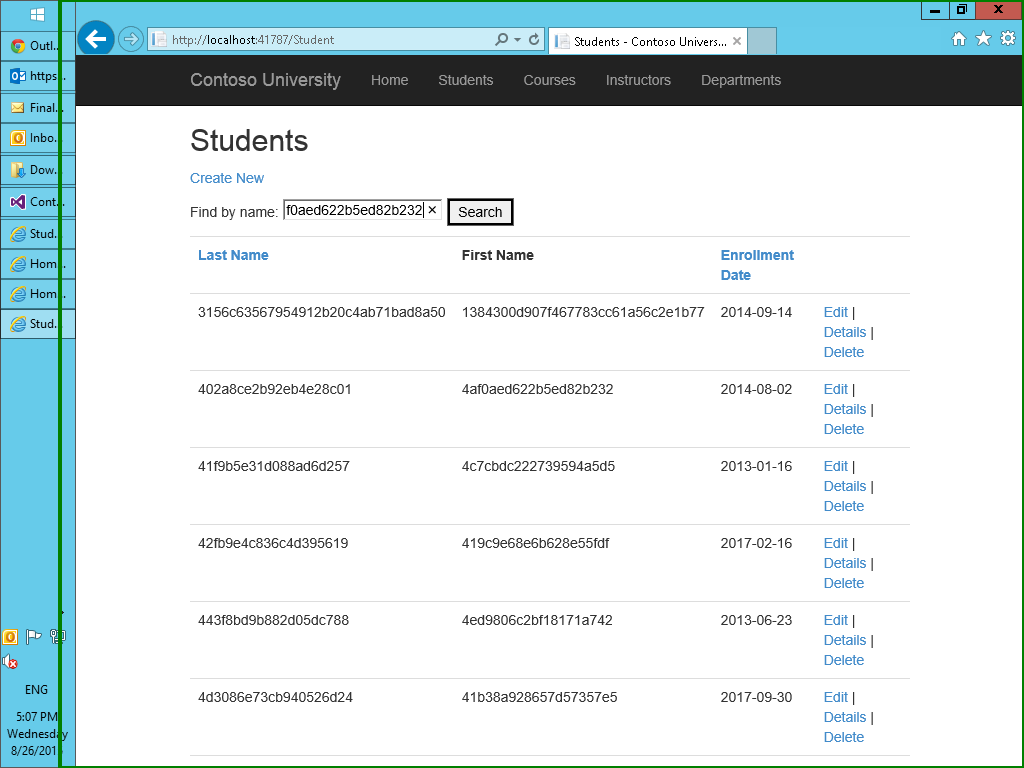 http://localhost:41787/Student
Students - Contoso Univers...
Outl..
https..
Final..
Inbo..
Dow..
Cont..
Stud..
Hom..
Hom..
Stud..
ENG
5:07 PM
Wednesday
8/26/201
Contoso University Home Students Courses Instructors Departments
Students
Create New
Find by name: f0aed622b5ed82b232 Search
Last Name First Name Enrollment Date
3156c63567954912b20c4ab71bad8a50 1384300d907f467783cc61a56c2e1b77 2014-09-14 Edit |
Details |
Delete
402a8ce2b92eb4e28c01 4af0aed622b5ed82b232 2014-08-02 Edit |
Details |
Delete
41f9b5e31d088ad6d257 4c7cbdc222739594a5d5 2013-01-16 Edit |
Details |
Delete
42fb9e4c836c4d395619 419c9e68e6b628e55fdf 2017-02-16 Edit |
Details |
Delete
443f8bd9b882d05dc788 4ed9806c2bf18171a742 2013-06-23 Edit |
Details |
Delete
4d3086e73cb940526d24 41b38a928657d57357e5 2017-09-30 Edit |
Details |
Delete